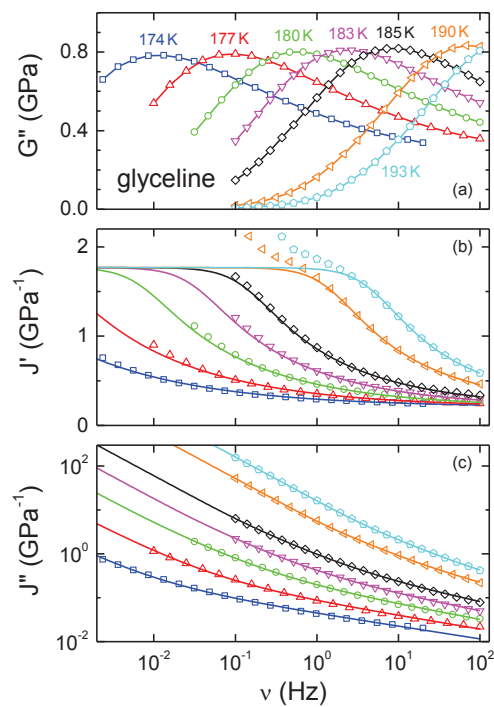 174 K 177 K 180 K 183 K 185 K 190 K
0.8
0.4
0.0
G'' (GPa)
193 K
glyceline
(a)
2
1
0
J' (GPa⁻¹)
(b)
10²
10⁰
10⁻²
J'' (GPa⁻¹)
(c)
10⁻² 10⁻¹ 10⁰ 10¹ 10²
ν (Hz)